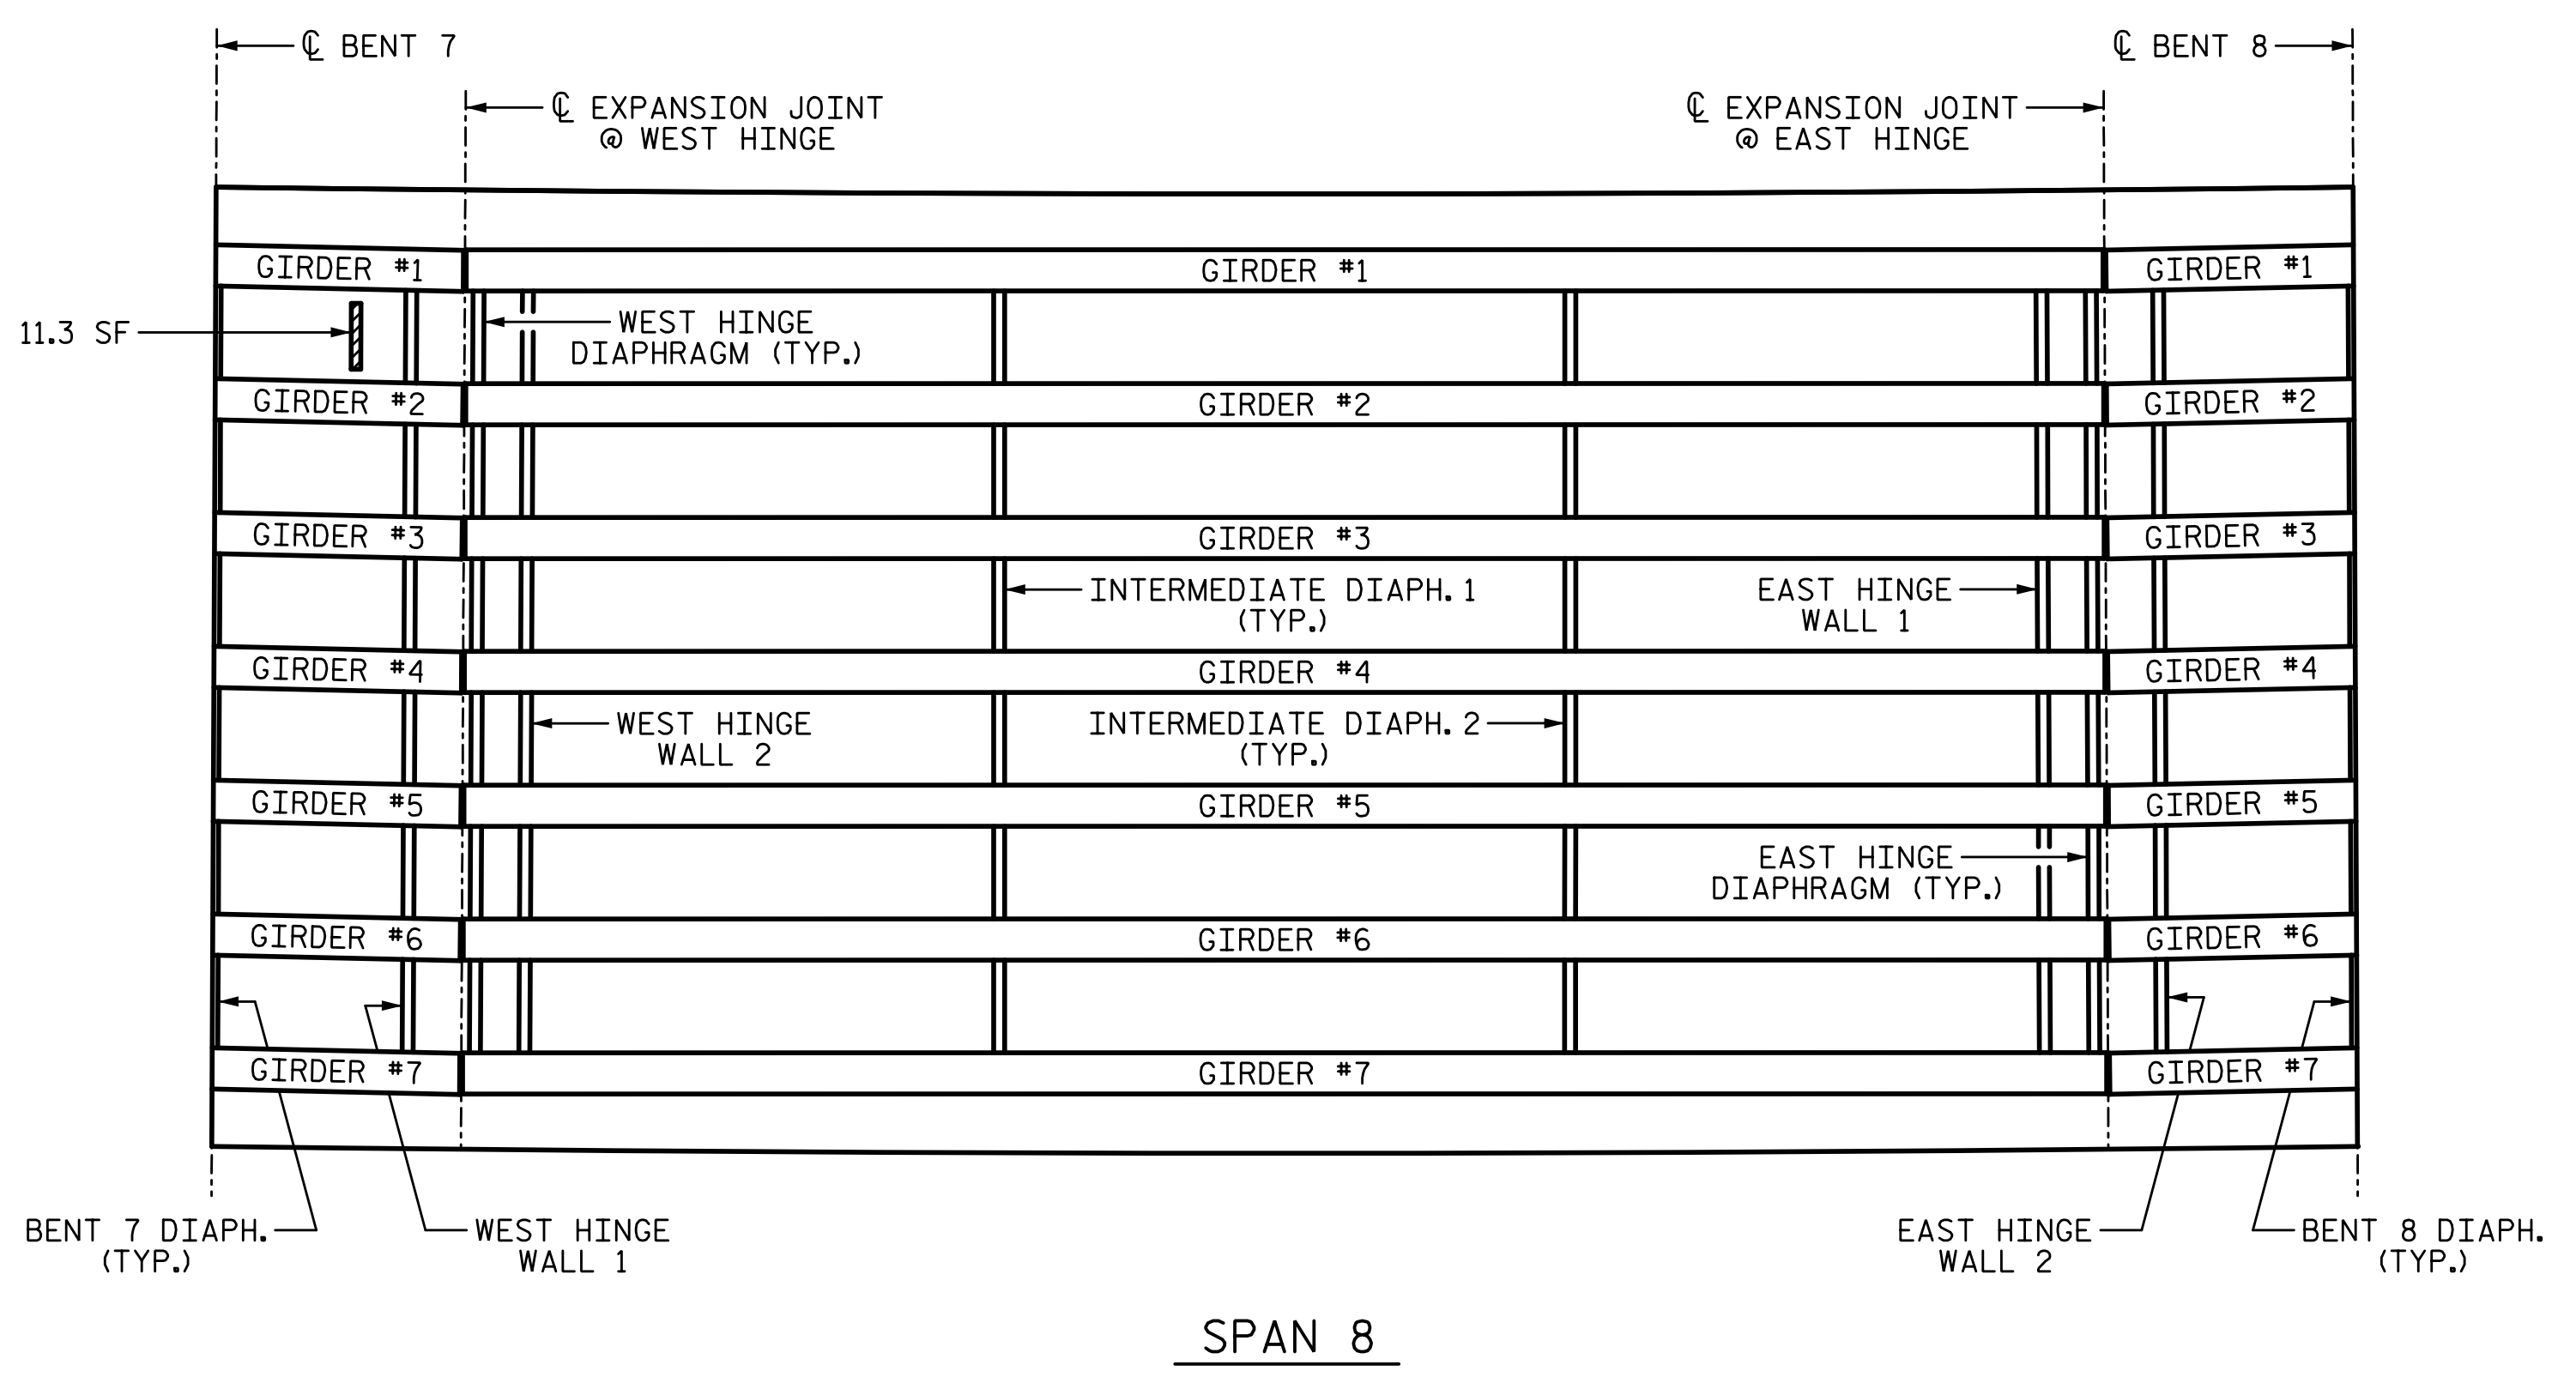 ℄ BENT 7
℄ BENT 8
℄ EXPANSION JOINT
@ WEST HINGE
℄ EXPANSION JOINT
@ EAST HINGE
GIRDER #1
GIRDER #1
GIRDER #1
11.3 SF
WEST HINGE
DIAPHRAGM (TYP.)
GIRDER #2
GIRDER #2
GIRDER #2
GIRDER #3
GIRDER #3
GIRDER #3
INTERMEDIATE DIAPH. 1
(TYP.)
EAST HINGE
WALL 1
GIRDER #4
GIRDER #4
GIRDER #4
WEST HINGE
WALL 2
INTERMEDIATE DIAPH. 2
(TYP.)
GIRDER #5
GIRDER #5
GIRDER #5
EAST HINGE
DIAPHRAGM (TYP.)
GIRDER #6
GIRDER #6
GIRDER #6
GIRDER #7
GIRDER #7
GIRDER #7
BENT 7 DIAPH.
(TYP.)
WEST HINGE
WALL 1
EAST HINGE
WALL 2
BENT 8 DIAPH.
(TYP.)
SPAN 8